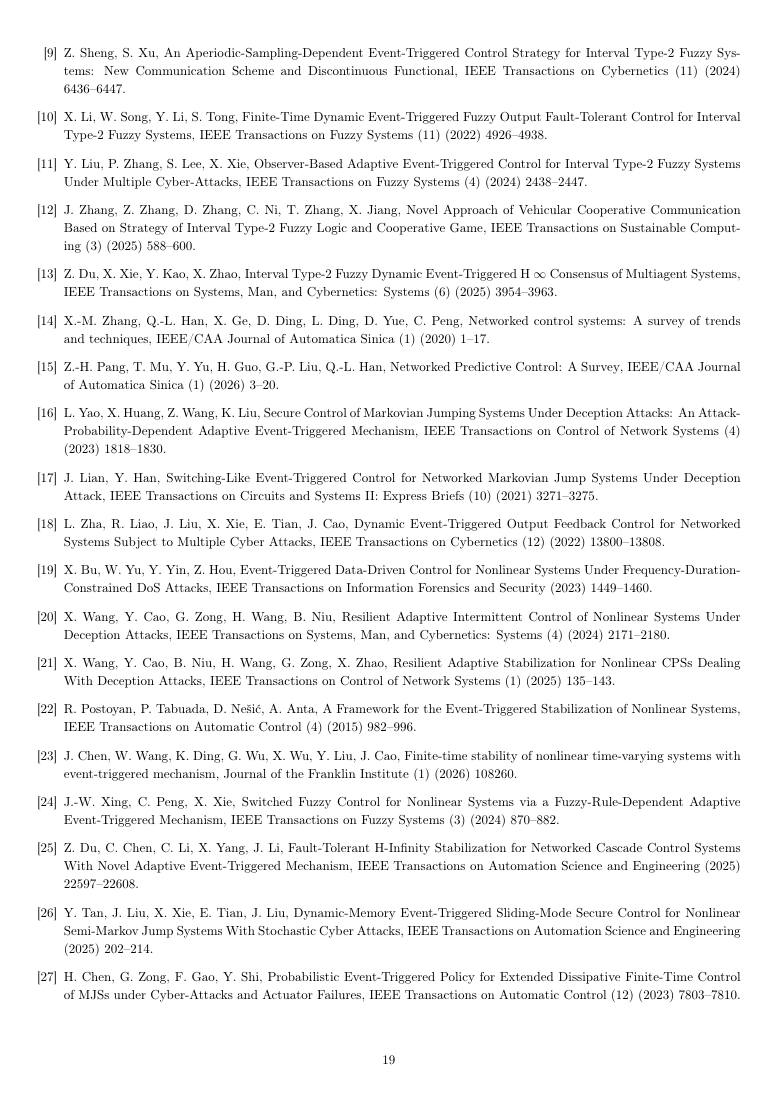 [9] Z. Sheng, S. Xu, An Aperiodic-Sampling-Dependent Event-Triggered Control Strategy for Interval Type-2 Fuzzy Sys-
tems: New Communication Scheme and Discontinuous Functional, IEEE Transactions on Cybernetics (11) (2024)
6436–6447.
[10] X. Li, W. Song, Y. Li, S. Tong, Finite-Time Dynamic Event-Triggered Fuzzy Output Fault-Tolerant Control for Interval
Type-2 Fuzzy Systems, IEEE Transactions on Fuzzy Systems (11) (2022) 4926–4938.
[11] Y. Liu, P. Zhang, S. Lee, X. Xie, Observer-Based Adaptive Event-Triggered Control for Interval Type-2 Fuzzy Systems
Under Multiple Cyber-Attacks, IEEE Transactions on Fuzzy Systems (4) (2024) 2438–2447.
[12] J. Zhang, Z. Zhang, D. Zhang, C. Ni, T. Zhang, X. Jiang, Novel Approach of Vehicular Cooperative Communication
Based on Strategy of Interval Type-2 Fuzzy Logic and Cooperative Game, IEEE Transactions on Sustainable Comput-
ing (3) (2025) 588–600.
[13] Z. Du, X. Xie, Y. Kao, X. Zhao, Interval Type-2 Fuzzy Dynamic Event-Triggered H ∞ Consensus of Multiagent Systems,
IEEE Transactions on Systems, Man, and Cybernetics: Systems (6) (2025) 3954–3963.
[14] X.-M. Zhang, Q.-L. Han, X. Ge, D. Ding, L. Ding, D. Yue, C. Peng, Networked control systems: A survey of trends
and techniques, IEEE/CAA Journal of Automatica Sinica (1) (2020) 1–17.
[15] Z.-H. Pang, T. Mu, Y. Yu, H. Guo, G.-P. Liu, Q.-L. Han, Networked Predictive Control: A Survey, IEEE/CAA Journal
of Automatica Sinica (1) (2026) 3–20.
[16] L. Yao, X. Huang, Z. Wang, K. Liu, Secure Control of Markovian Jumping Systems Under Deception Attacks: An Attack-
Probability-Dependent Adaptive Event-Triggered Mechanism, IEEE Transactions on Control of Network Systems (4)
(2023) 1818–1830.
[17] J. Lian, Y. Han, Switching-Like Event-Triggered Control for Networked Markovian Jump Systems Under Deception
Attack, IEEE Transactions on Circuits and Systems II: Express Briefs (10) (2021) 3271–3275.
[18] L. Zha, R. Liao, J. Liu, X. Xie, E. Tian, J. Cao, Dynamic Event-Triggered Output Feedback Control for Networked
Systems Subject to Multiple Cyber Attacks, IEEE Transactions on Cybernetics (12) (2022) 13800–13808.
[19] X. Bu, W. Yu, Y. Yin, Z. Hou, Event-Triggered Data-Driven Control for Nonlinear Systems Under Frequency-Duration-
Constrained DoS Attacks, IEEE Transactions on Information Forensics and Security (2023) 1449–1460.
[20] X. Wang, Y. Cao, G. Zong, H. Wang, B. Niu, Resilient Adaptive Intermittent Control of Nonlinear Systems Under
Deception Attacks, IEEE Transactions on Systems, Man, and Cybernetics: Systems (4) (2024) 2171–2180.
[21] X. Wang, Y. Cao, B. Niu, H. Wang, G. Zong, X. Zhao, Resilient Adaptive Stabilization for Nonlinear CPSs Dealing
With Deception Attacks, IEEE Transactions on Control of Network Systems (1) (2025) 135–143.
[22] R. Postoyan, P. Tabuada, D. Nešić, A. Anta, A Framework for the Event-Triggered Stabilization of Nonlinear Systems,
IEEE Transactions on Automatic Control (4) (2015) 982–996.
[23] J. Chen, W. Wang, K. Ding, G. Wu, X. Wu, Y. Liu, J. Cao, Finite-time stability of nonlinear time-varying systems with
event-triggered mechanism, Journal of the Franklin Institute (1) (2026) 108260.
[24] J.-W. Xing, C. Peng, X. Xie, Switched Fuzzy Control for Nonlinear Systems via a Fuzzy-Rule-Dependent Adaptive
Event-Triggered Mechanism, IEEE Transactions on Fuzzy Systems (3) (2024) 870–882.
[25] Z. Du, C. Chen, C. Li, X. Yang, J. Li, Fault-Tolerant H-Infinity Stabilization for Networked Cascade Control Systems
With Novel Adaptive Event-Triggered Mechanism, IEEE Transactions on Automation Science and Engineering (2025)
22597–22608.
[26] Y. Tan, J. Liu, X. Xie, E. Tian, J. Liu, Dynamic-Memory Event-Triggered Sliding-Mode Secure Control for Nonlinear
Semi-Markov Jump Systems With Stochastic Cyber Attacks, IEEE Transactions on Automation Science and Engineering
(2025) 202–214.
[27] H. Chen, G. Zong, F. Gao, Y. Shi, Probabilistic Event-Triggered Policy for Extended Dissipative Finite-Time Control
of MJSs under Cyber-Attacks and Actuator Failures, IEEE Transactions on Automatic Control (12) (2023) 7803–7810.
19